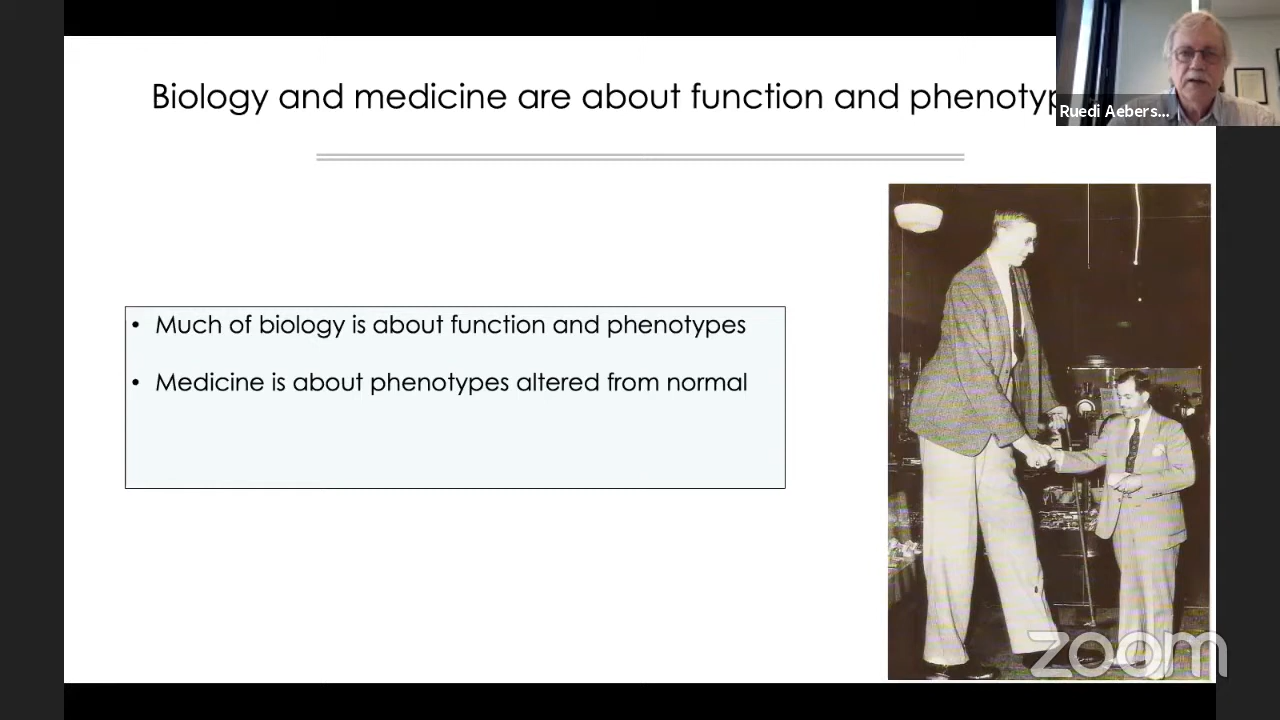 Biology and medicine are about function and phenotyp
Ruedi Aebers...
• Much of biology is about function and phenotypes
• Medicine is about phenotypes altered from normal
zoom